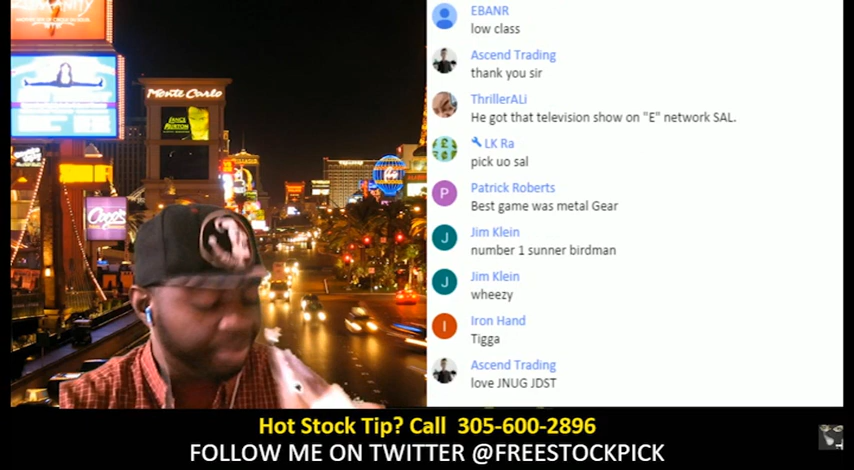 HUMANITY
Monte Carlo
LANCE
BURTON
EBANR
low class
Ascend Trading
thank you sir
ThrillerALi
He got that television show on "E" network SAL.
LK Ra
pick uo sal
P
Patrick Roberts
Best game was metal Gear
J
Jim Klein
number 1 sunner birdman
J
Jim Klein
wheezy
I
Iron Hand
Tigga
Ascend Trading
love JNUG JDST
Hot Stock Tip? Call 305-600-2896
FOLLOW ME ON TWITTER @FREESTOCKPICK